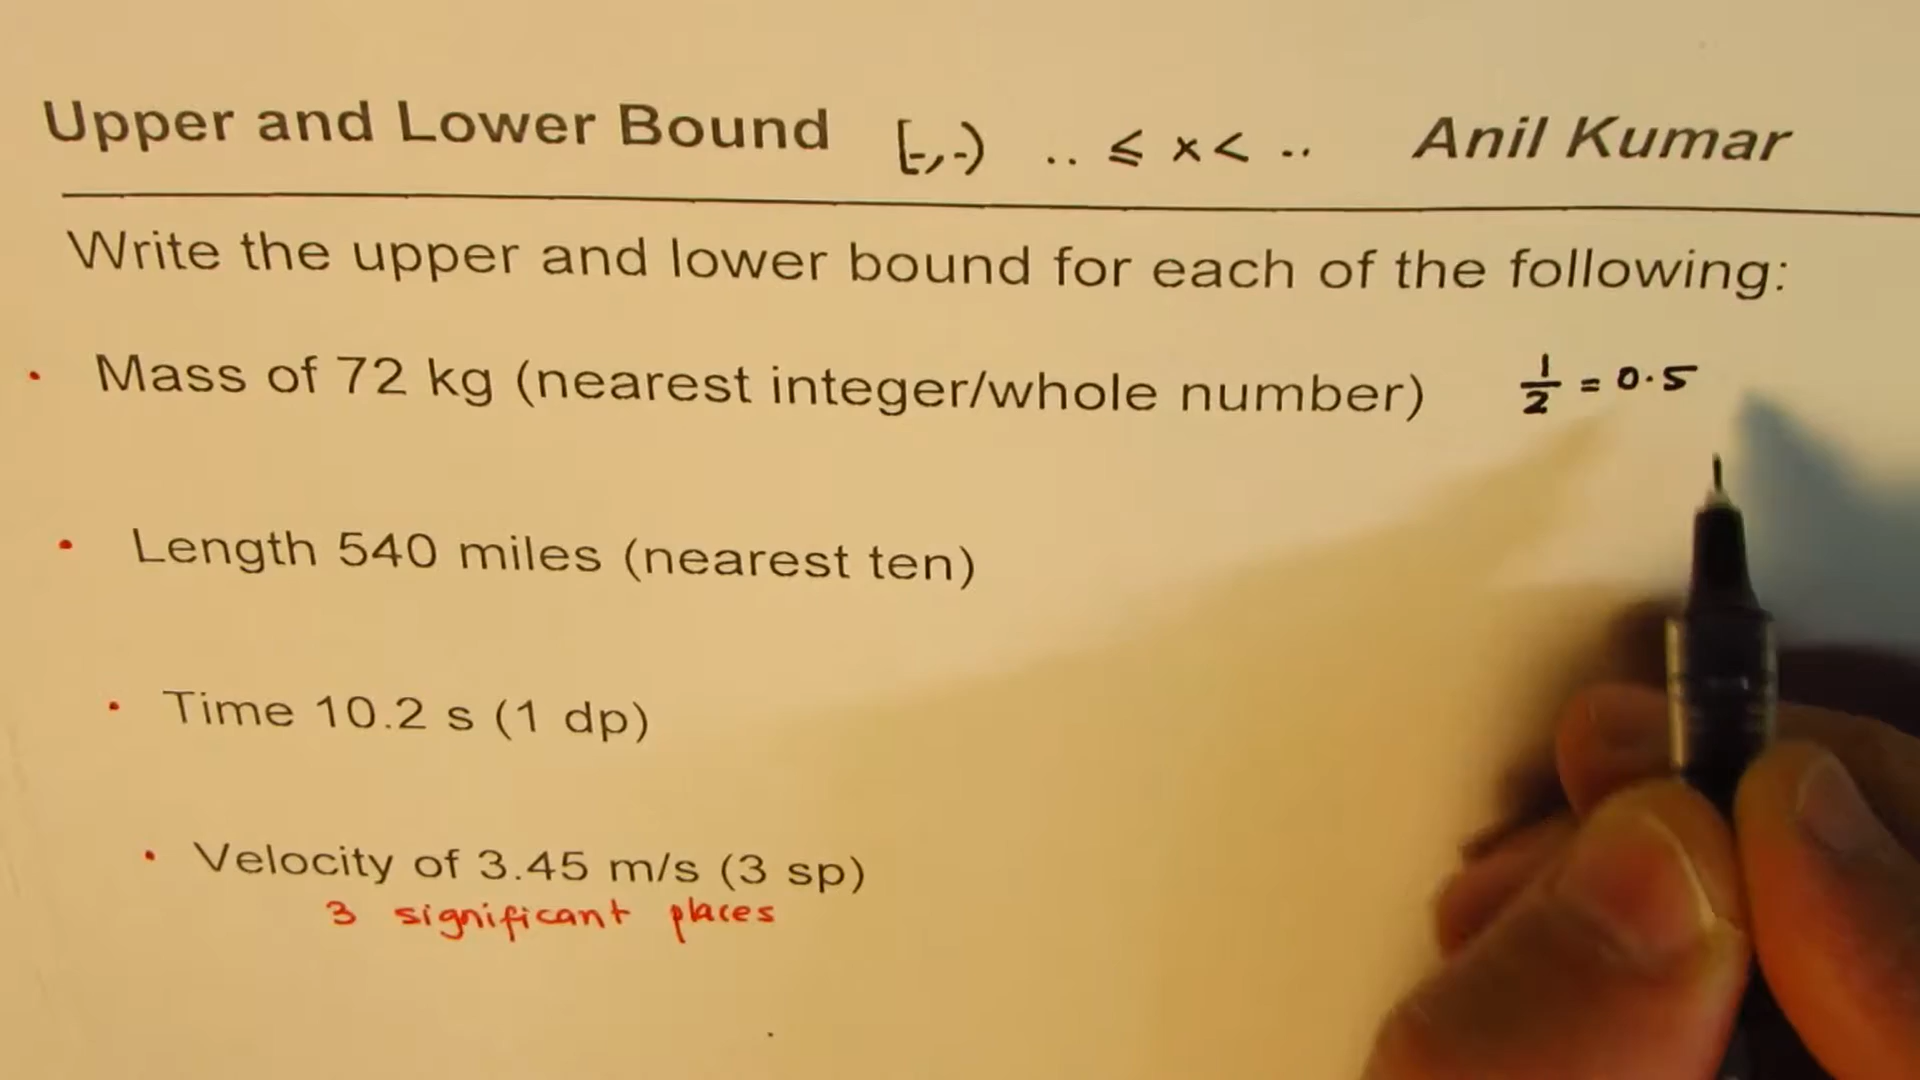 Upper and Lower Bound [-,-) .. ≤ x < .. Anil Kumar
Write the upper and lower bound for each of the following:
• Mass of 72 kg (nearest integer/whole number) 1/2 = 0.5
• Length 540 miles (nearest ten)
• Time 10.2 s (1 dp)
• Velocity of 3.45 m/s (3 sp)
3 significant places